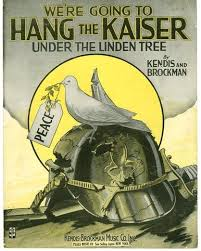 WE'RE GOING TO
HANG THE KAISER
UNDER THE LINDEN TREE
By
KENDIS AND
BROCKMAN
PEACE
KENDIS-BROCKMAN MUSIC CO. Inc.